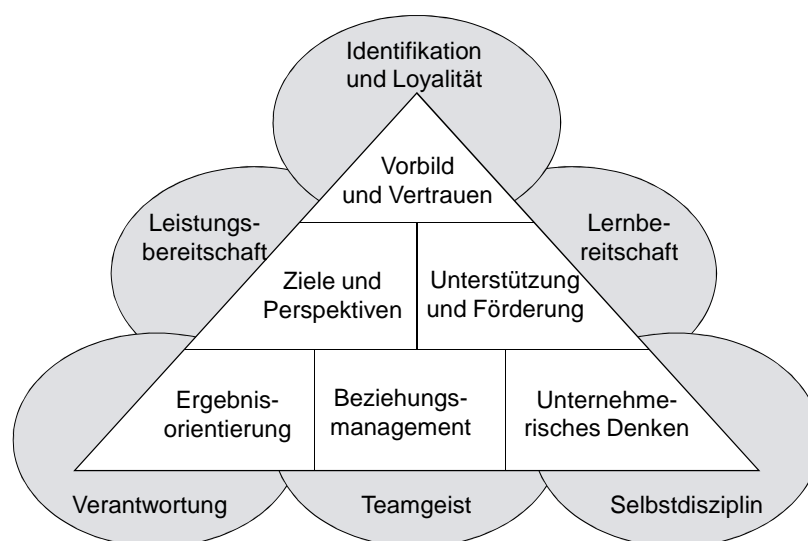 Identifikation
und Loyalität
Vorbild
und Vertrauen
Leistungs-
bereitschaft
Lernbe-
reitschaft
Ziele und
Perspektiven
Unterstützung
und Förderung
Ergebnis-
orientierung
Beziehungs-
management
Unternehme-
risches Denken
Verantwortung
Teamgeist
Selbstdisziplin